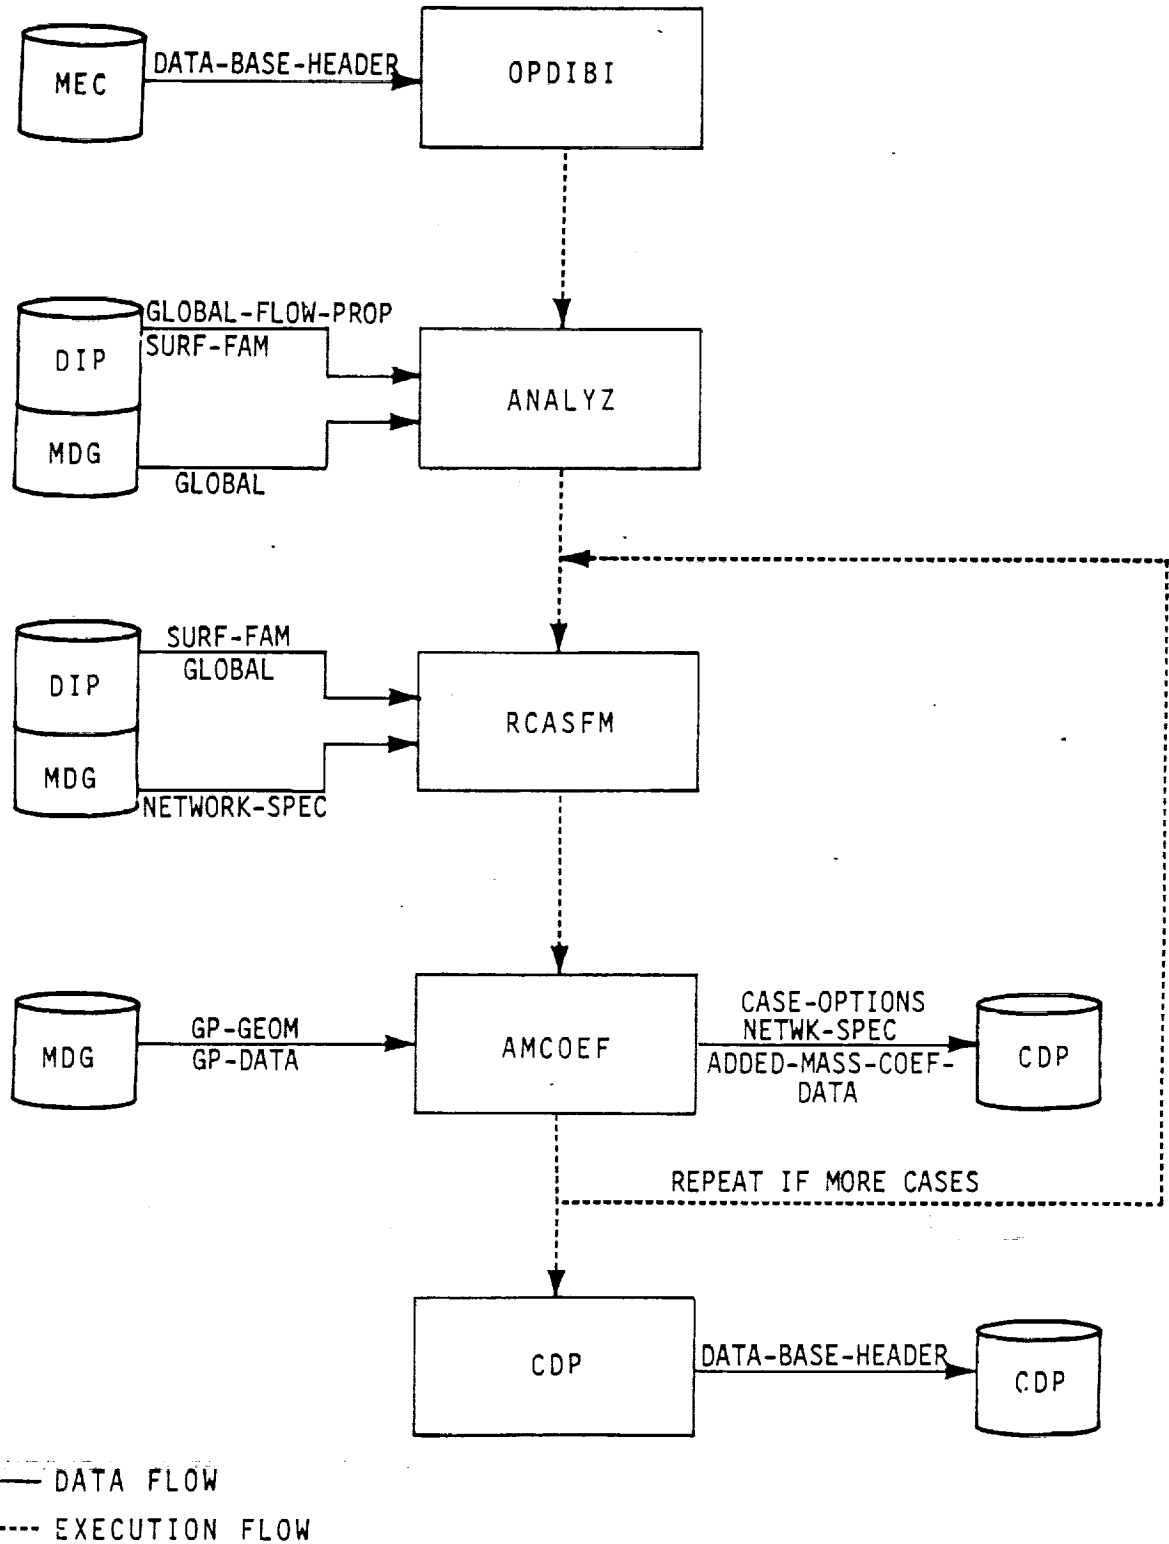 MEC
DATA-BASE-HEADER
OPDIBI
GLOBAL-FLOW-PROP
SURF-FAM
DIP
ANALYZ
MDG
GLOBAL
SURF-FAM
GLOBAL
DIP
RCASFM
MDG
NETWORK-SPEC
MDG
GP-GEOM
GP-DATA
AMCOEF
CASE-OPTIONS
NETWK-SPEC
ADDED-MASS-COEF-
DATA
CDP
REPEAT IF MORE CASES
CDP
DATA-BASE-HEADER
CDP
DATA FLOW
EXECUTION FLOW